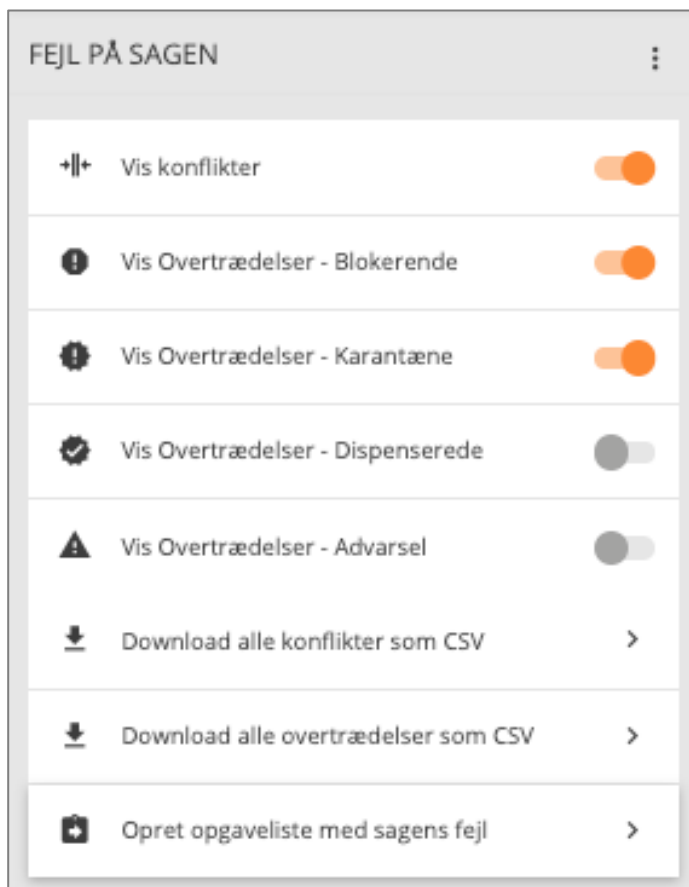 FEJL PÅ SAGEN
Vis konflikter
Vis Overtrædelser - Blokerende
Vis Overtrædelser - Karantæne
Vis Overtrædelser - Dispenserede
Vis Overtrædelser - Advarsel
Download alle konflikter som CSV
Download alle overtrædelser som CSV
Opret opgaveliste med sagens fejl